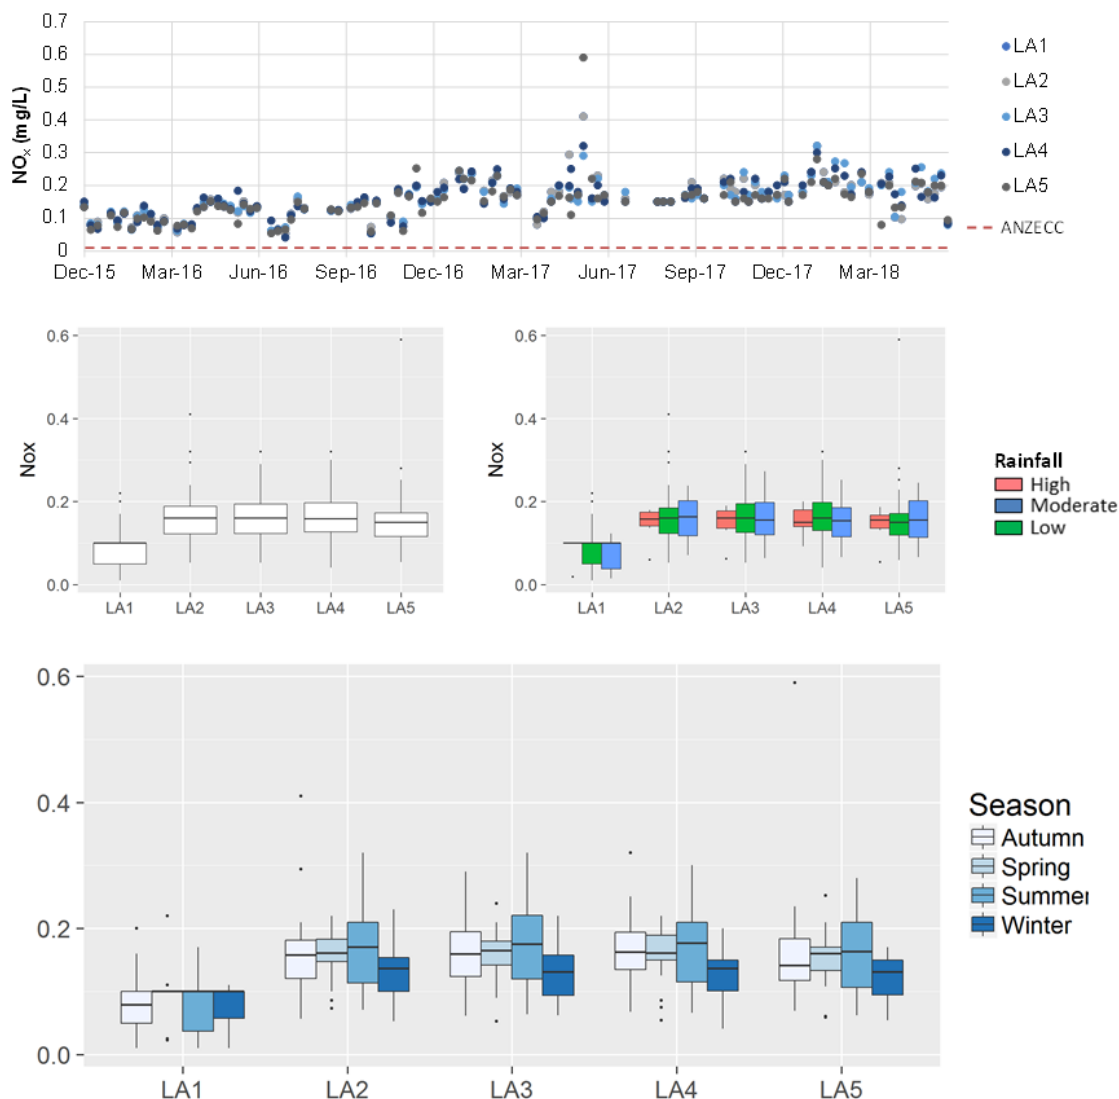 0.7
0.6
0.5
0.4
0.3
0.2
0.1
0
NOx (mg/L)
Dec-15 Mar-16 Jun-16 Sep-16 Dec-16 Mar-17 Jun-17 Sep-17 Dec-17 Mar-18
LA1
LA2
LA3
LA4
LA5
ANZECC
0.6
0.4
0.2
0.0
Nox
LA1 LA2 LA3 LA4 LA5
0.6
0.4
0.2
0.0
Nox
LA1 LA2 LA3 LA4 LA5
Rainfall
High
Moderate
Low
0.6
0.4
0.2
0.0
LA1 LA2 LA3 LA4 LA5
Season
Autumn
Spring
Summer
Winter